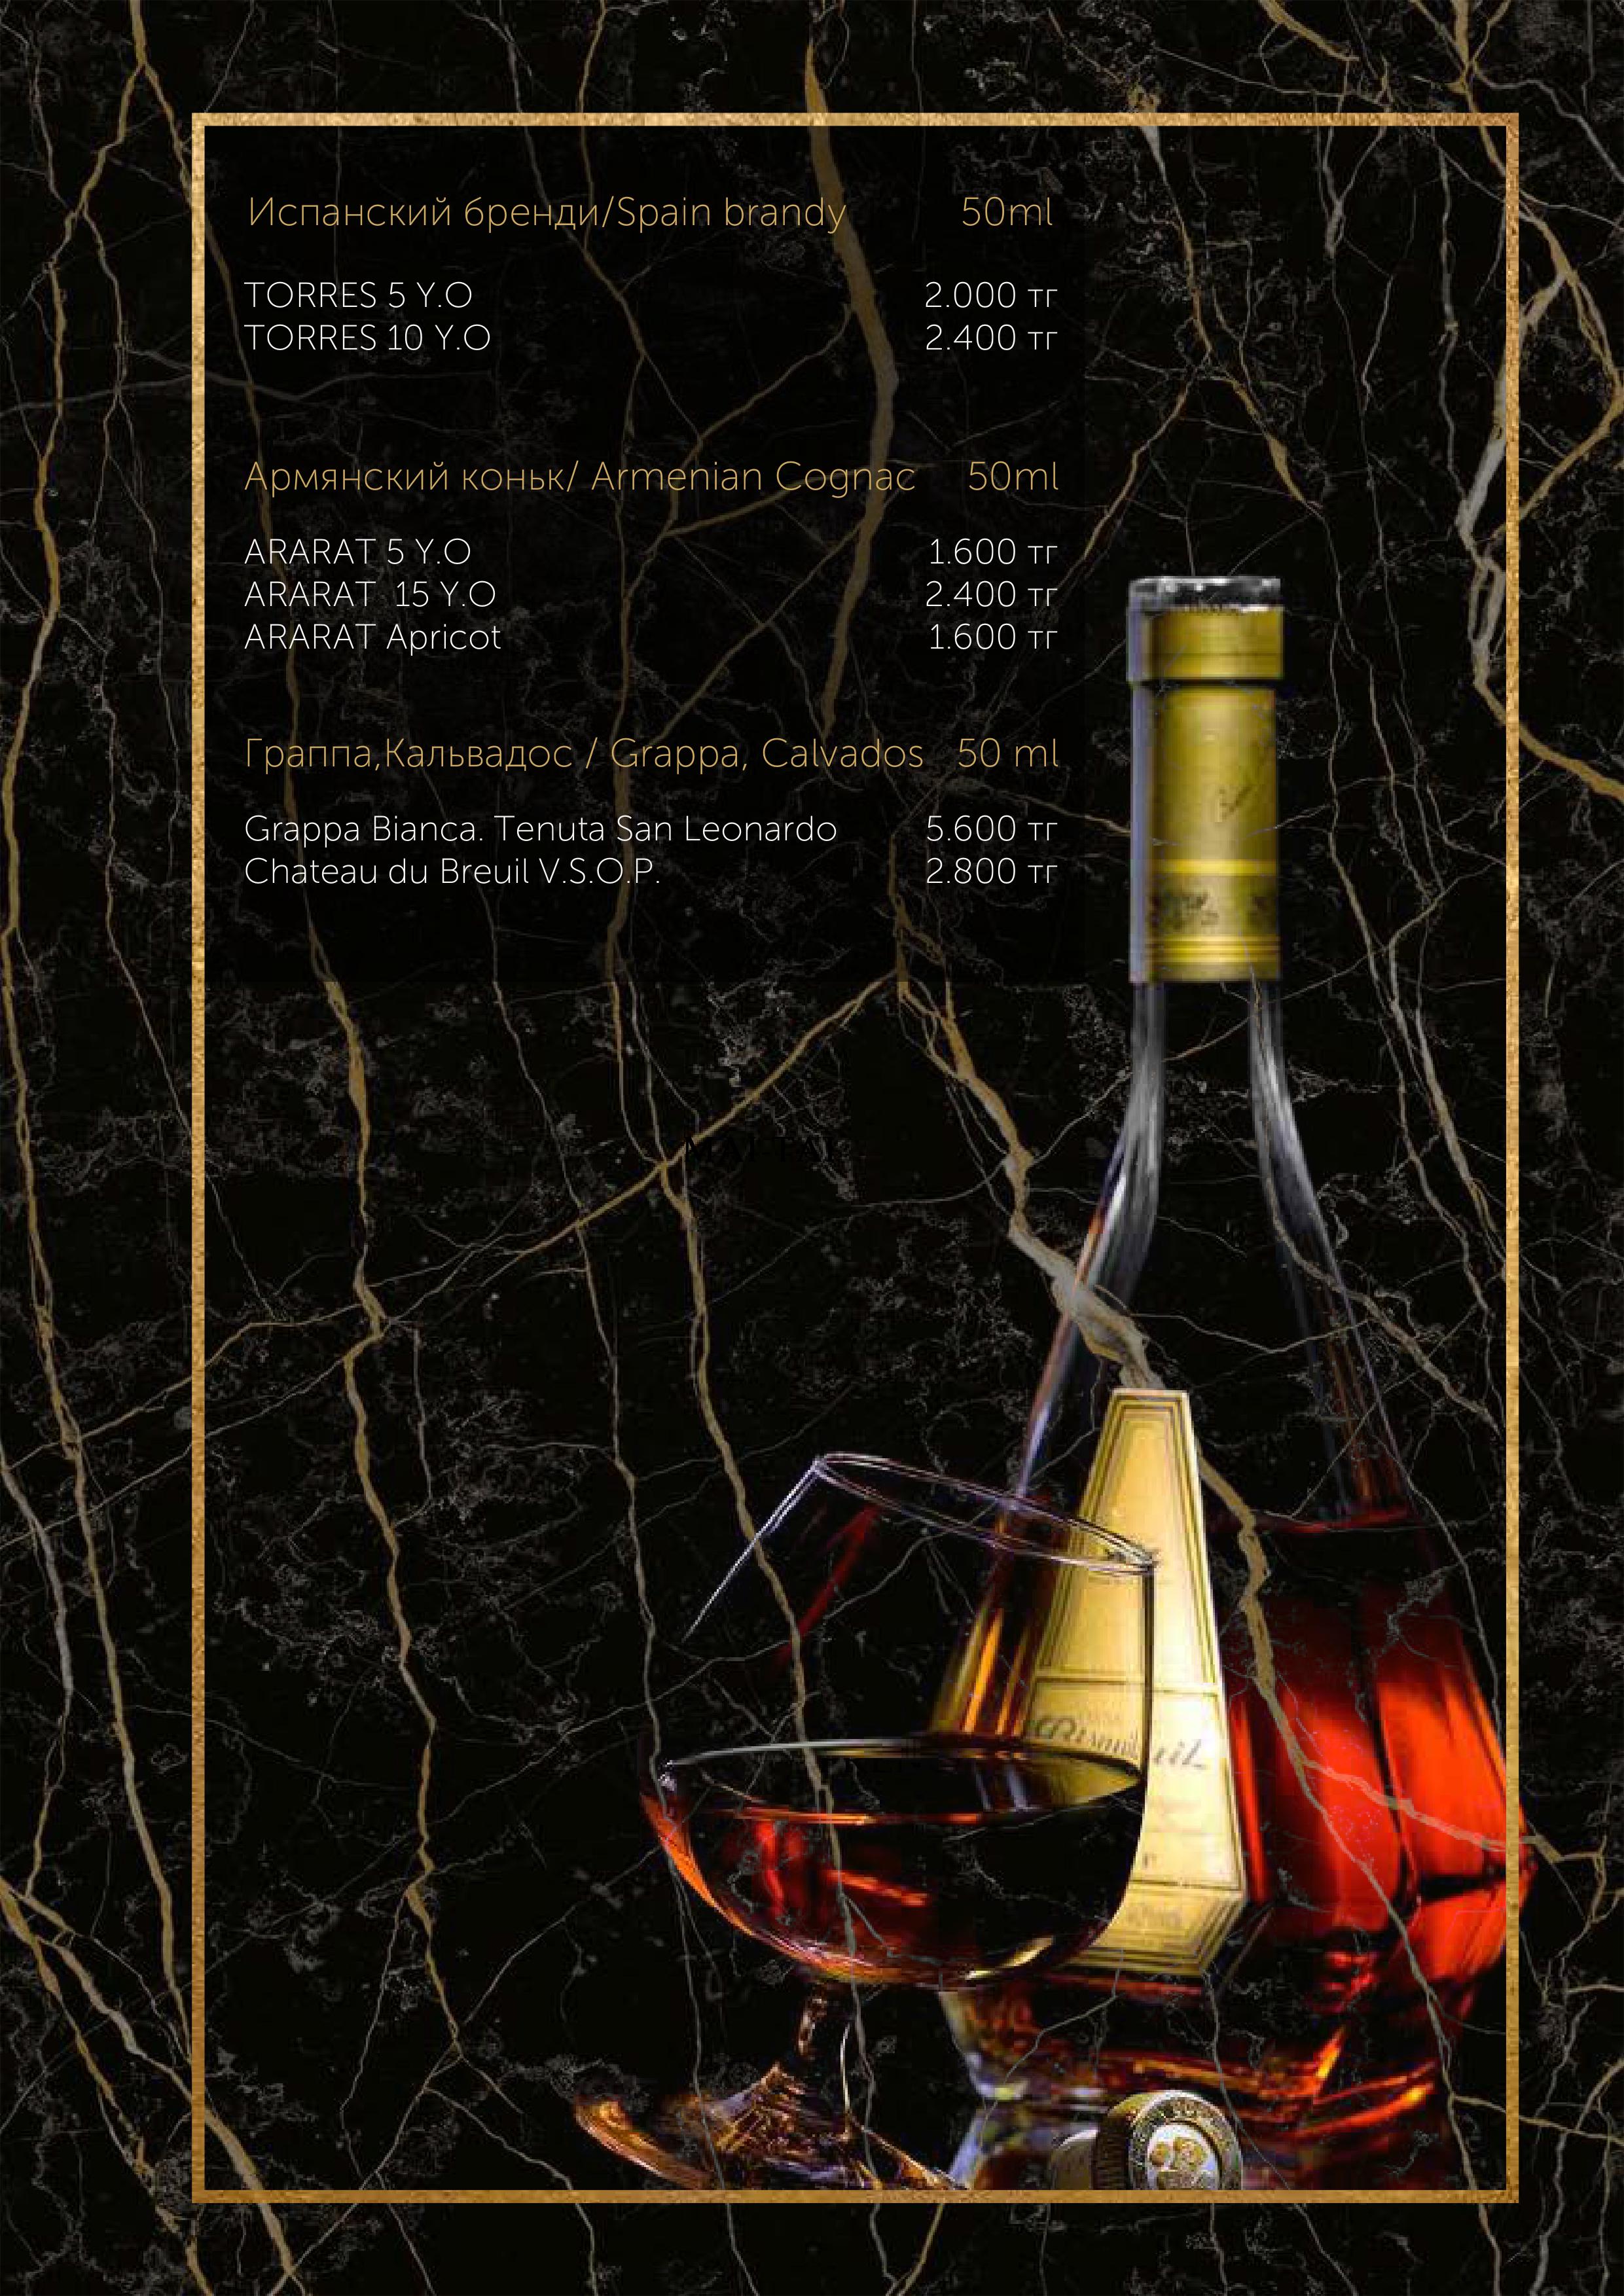 Испанский бренди/Spain brandy 50ml
TORRES 5 Y.O 2.000 тг
TORRES 10 Y.O 2.400 тг
Армянский коньк/ Armenian Cognac 50ml
ARARAT 5 Y.O 1.600 тг
ARARAT 15 Y.O 2.400 тг
ARARAT Apricot 1.600 тг
Граппа,Кальвадос / Grappa, Calvados 50 ml
Grappa Bianca. Tenuta San Leonardo 5.600 тг
Chateau du Breuil V.S.O.P. 2.800 тг